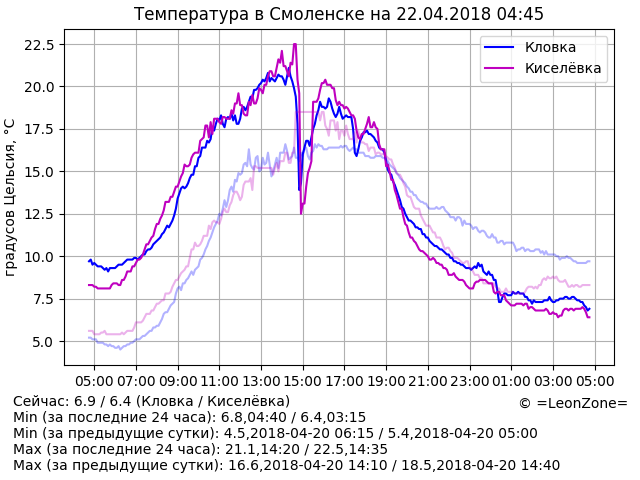 Температура в Смоленске на 22.04.2018 04:45
градусов Цельсия, °C
22.5
20.0
17.5
15.0
12.5
10.0
7.5
5.0
Кловка
Киселёвка
05:00 07:00 09:00 11:00 13:00 15:00 17:00 19:00 21:00 23:00 01:00 03:00 05:00
Сейчас: 6.9 / 6.4 (Кловка / Киселёвка)
© =LeonZone=
Min (за последние 24 часа): 6.8,04:40 / 6.4,03:15
Min (за предыдущие сутки): 4.5,2018-04-20 06:15 / 5.4,2018-04-20 05:00
Max (за последние 24 часа): 21.1,14:20 / 22.5,14:35
Max (за предыдущие сутки): 16.6,2018-04-20 14:10 / 18.5,2018-04-20 14:40